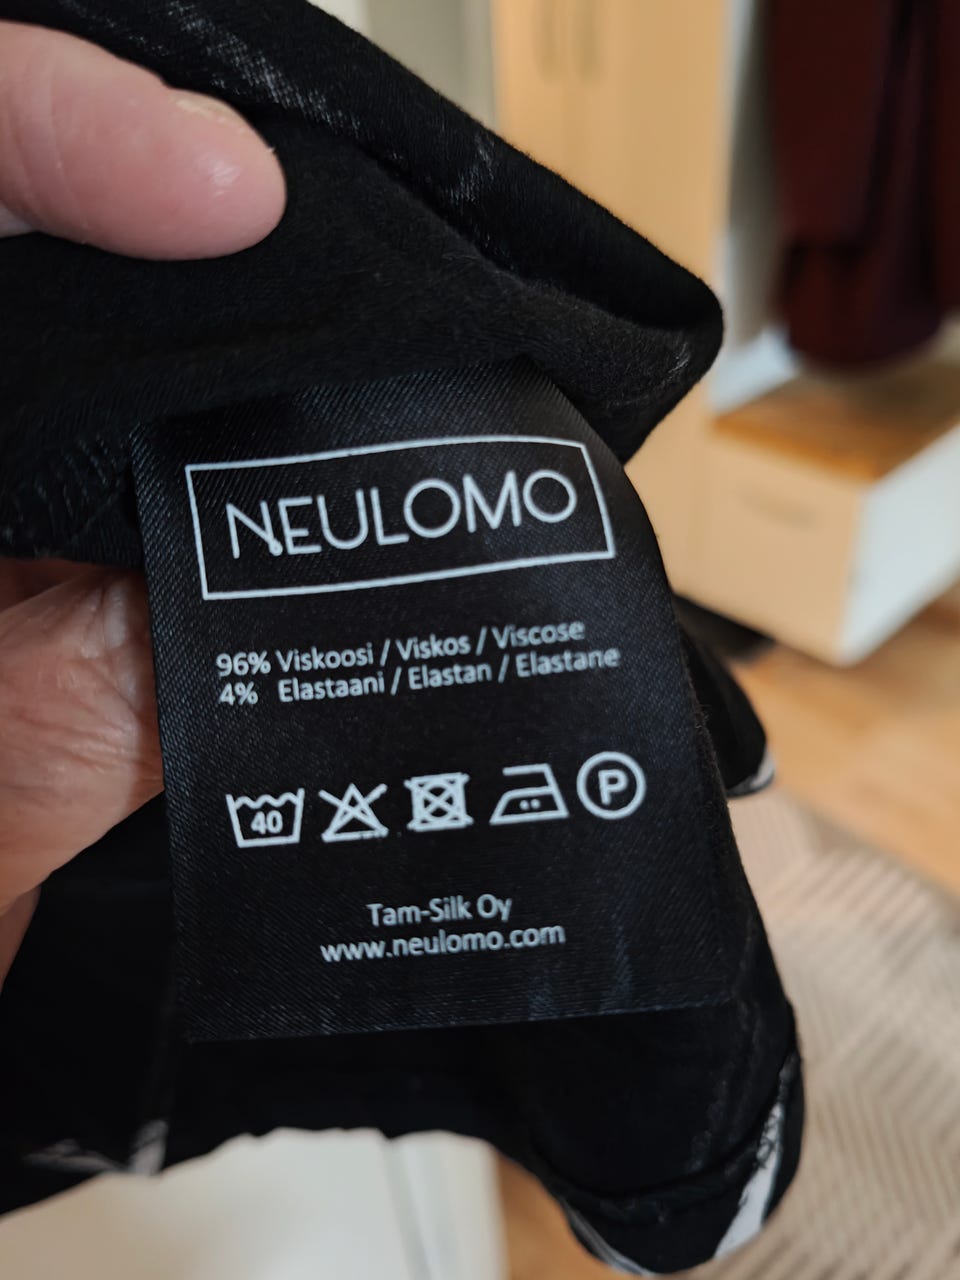 NEULOMO
96% Viskoosi / Viskos / Viscose
4% Elastaani / Elastan / Elastane
40 P
Tam-Silk Oy
www.neulomo.com